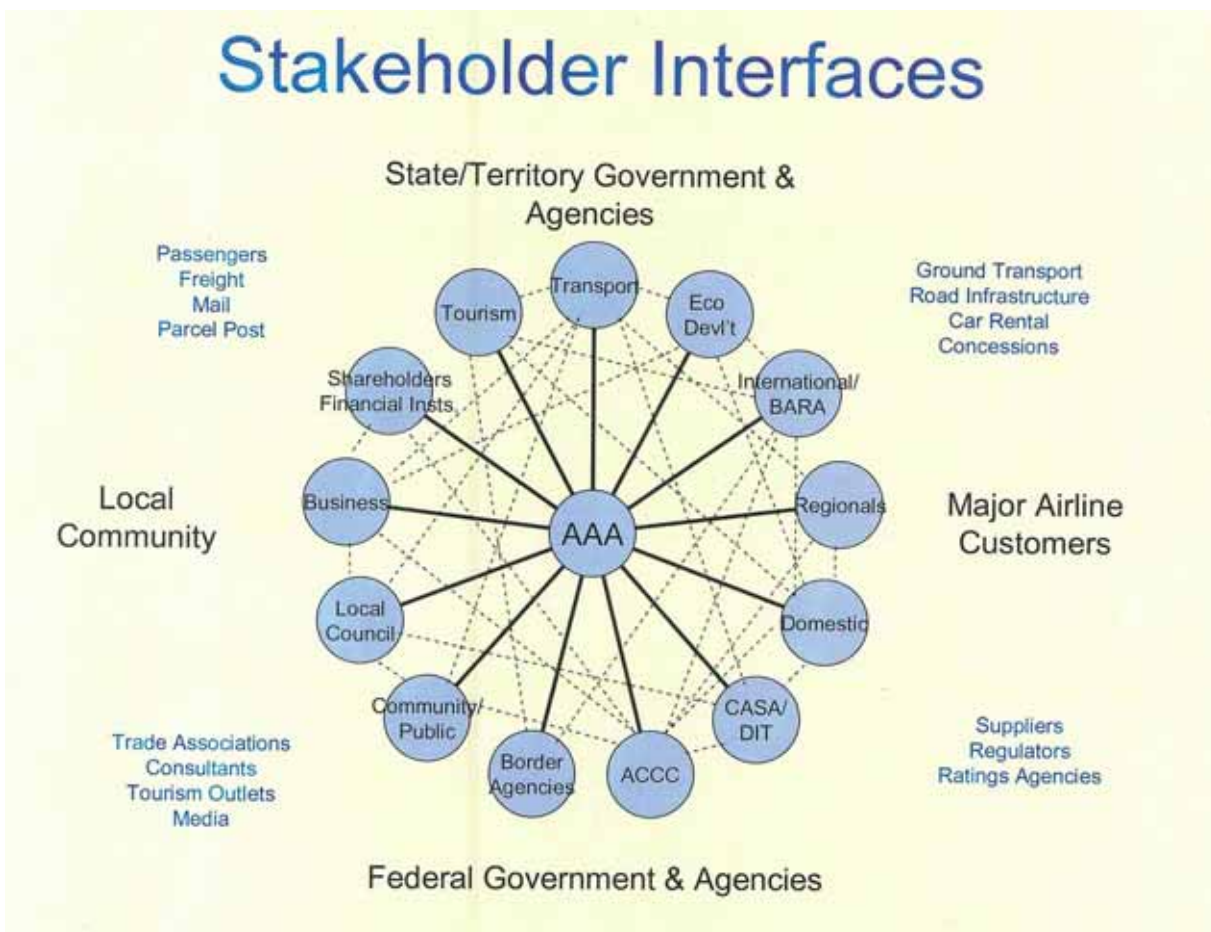 Stakeholder Interfaces
State/Territory Government &
Agencies
Passengers
Freight
Mail
Parcel Post
Ground Transport
Road Infrastructure
Car Rental
Concessions
Transport
Tourism
Eco
Devl't
Shareholders
Financial Insts.
International/
BARA
Local
Community
Business
AAA
Regionals
Major Airline
Customers
Local
Council
Domestic
Community/
Public
CASA/
DIT
Border
Agencies
ACCC
Trade Associations
Consultants
Tourism Outlets
Media
Suppliers
Regulators
Ratings Agencies
Federal Government & Agencies